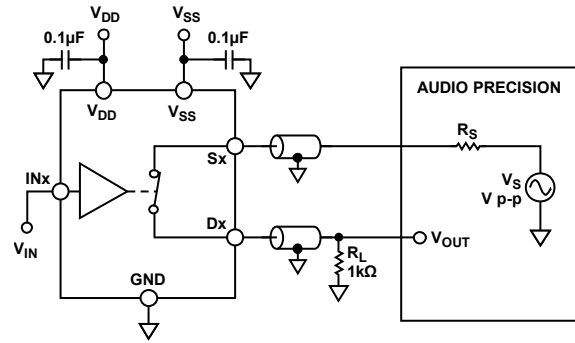 VDD
VSS
0.1µF
0.1µF
VDD
VSS
AUDIO PRECISION
RS
Sx
VS
V p-p
INx
Dx
VOUT
VIN
RL
1kΩ
GND